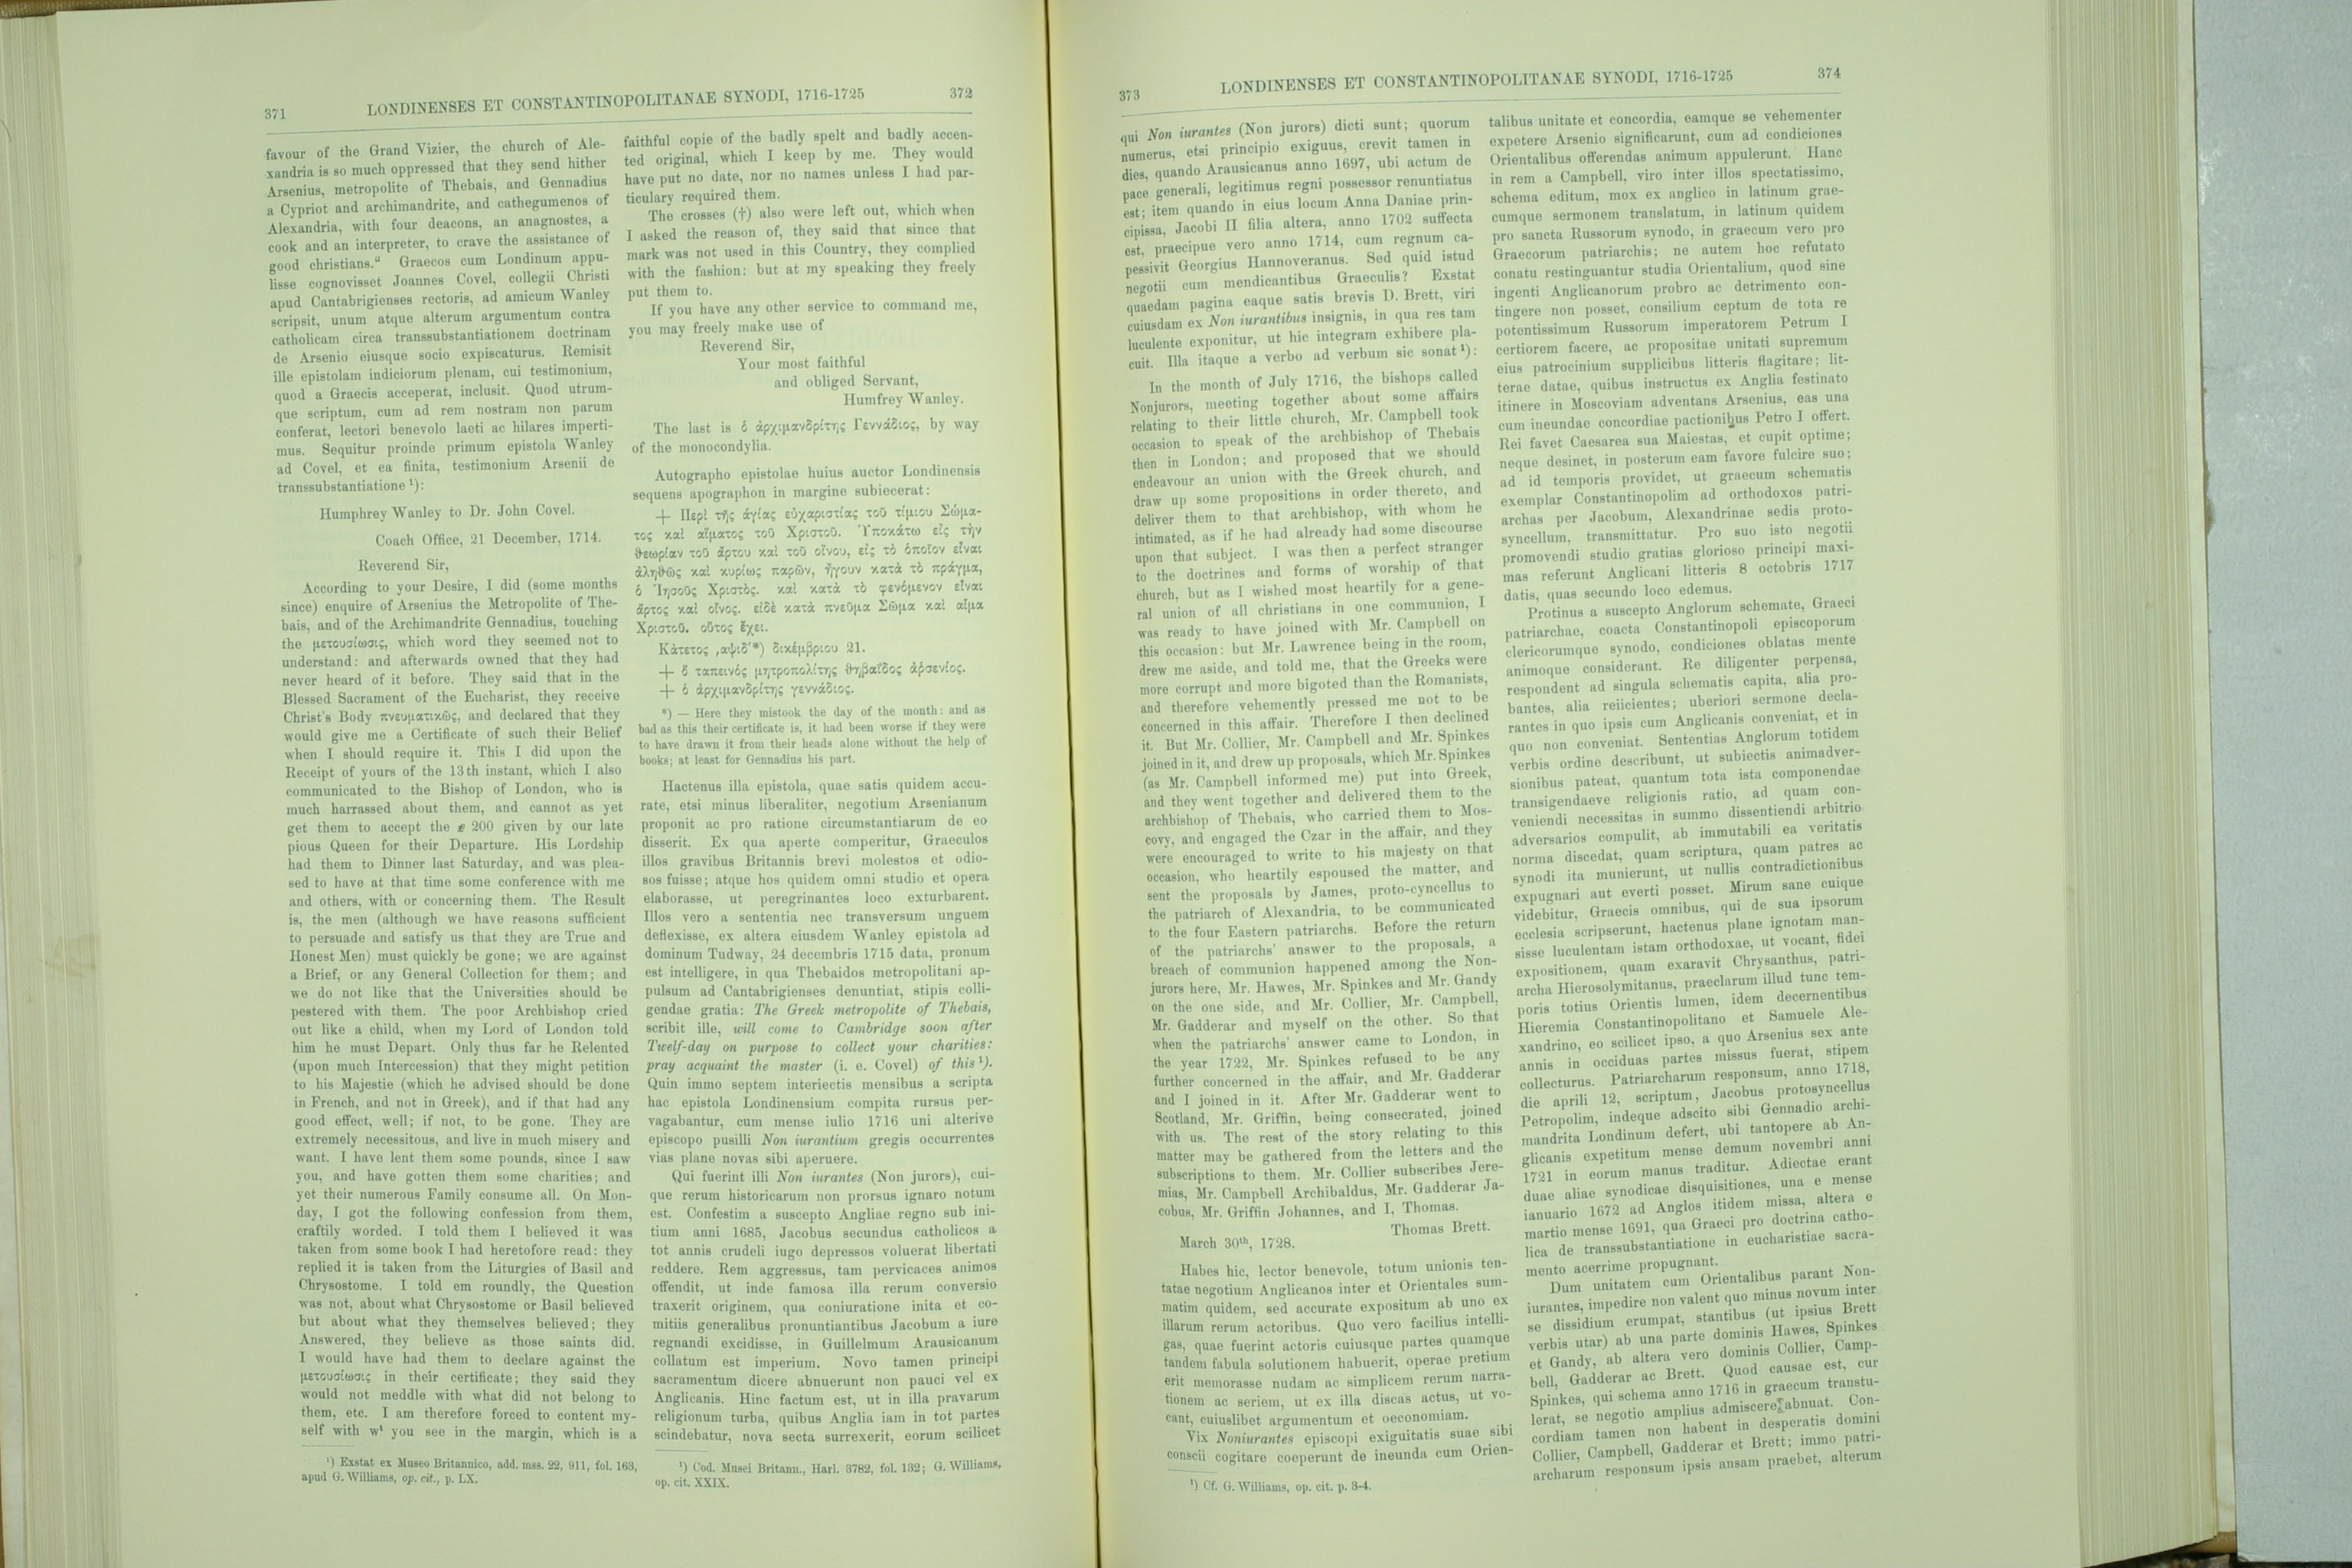 371
LONDINENSES ET CONSTANTINOPOLITANAE SYNODI, 1716-1725
372
favour of the Grand Vizier, the church of Ale-
xandria is so much oppressed that they send hither
Arsenius, metropolite of Thebais, and Gennadius
a Cypriot and archimandrite, and cathegumenos of
Alexandria, with four deacons, an anagnostes, a
cook and an interpreter, to crave the assistance of
good christians.“ Graecos cum Londinum appu-
lisse cognovisset Joannes Covel, collegii Christi
apud Cantabrigienses rectoris, ad amicum Wanley
scripsit, unum atque alterum argumentum contra
catholicam circa transsubstantiationem doctrinam
de Arsenio eiusque socio expiscaturus. Remisit
ille epistolam indiciorum plenam, cui testimonium,
quod a Graecis acceperat, inclusit. Quod utrum-
que scriptum, cum ad rem nostram non parum
conferat, lectori benevolo laeti ac hilares imperti-
mus. Sequitur proinde primum epistola Wanley
ad Covel, et ea finita, testimonium Arsenii de
transsubstantiatione ¹):
Humphrey Wanley to Dr. John Covel.
Coach Office, 21 December, 1714.
Reverend Sir,
According to your Desire, I did (some months
since) enquire of Arsenius the Metropolite of The-
bais, and of the Archimandrite Gennadius, touching
the μετουσίωσις, which word they seemed not to
understand: and afterwards owned that they had
never heard of it before. They said that in the
Blessed Sacrament of the Eucharist, they receive
Christ's Body πνευματικῶς, and declared that they
would give me a Certificate of such their Belief
when I should require it. This I did upon the
Receipt of yours of the 13th instant, which I also
communicated to the Bishop of London, who is
much harrassed about them, and cannot as yet
get them to accept the £ 200 given by our late
pious Queen for their Departure. His Lordship
had them to Dinner last Saturday, and was plea-
sed to have at that time some conference with me
and others, with or concerning them. The Result
is, the men (although we have reasons sufficient
to persuade and satisfy us that they are True and
Honest Men) must quickly be gone; we are against
a Brief, or any General Collection for them; and
we do not like that the Universities should be
pestered with them. The poor Archbishop cried
out like a child, when my Lord of London told
him he must Depart. Only thus far he Relented
(upon much Intercession) that they might petition
to his Majestie (which he advised should be done
in French, and not in Greek), and if that had any
good effect, well; if not, to be gone. They are
extremely necessitous, and live in much misery and
want. I have lent them some pounds, since I saw
you, and have gotten them some charities; and
yet their numerous Family consume all. On Mon-
day, I got the following confession from them,
craftily worded. I told them I believed it was
taken from some book I had heretofore read: they
replied it is taken from the Liturgies of Basil and
Chrysostome. I told em roundly, the Question
was not, about what Chrysostome or Basil believed
but about what they themselves believed; they
Answered, they believe as those saints did.
I would have had them to declare against the
μετουσίωσις in their certificate; they said they
would not meddle with what did not belong to
them, etc. I am therefore forced to content my-
self with wᵗ you see in the margin, which is a
¹) Exstat ex Museo Britannico, add. mss. 22, 911, fol. 163,
apud G. Williams, op. cit., p. LX.
faithful copie of the badly spelt and badly accen-
ted original, which I keep by me. They would
have put no date, nor no names unless I had par-
ticulary required them.
The crosses (†) also were left out, which when
I asked the reason of, they said that since that
mark was not used in this Country, they complied
with the fashion: but at my speaking they freely
put them to.
If you have any other service to command me,
you may freely make use of
Reverend Sir,
Your most faithful
and obliged Servant,
Humfrey Wanley.
The last is ὁ ἀρχιμανδρίτης Γεννάδιος, by way
of the monocondylia.
Autographo epistolae huius auctor Londinensis
sequens apographon in margine subiecerat:
+ Περὶ τῆς ἁγίας εὐχαριστίας τοῦ τίμιου Σώμα-
τος καὶ αἵματος τοῦ Χριστοῦ. Ὑποκάτω εἰς τὴν
θεωρίαν τοῦ ἄρτου καὶ τοῦ οἴνου, εἰς τὸ ὁποῖον εἶναι
ἀληθῶς καὶ κυρίως παρῶν, ἤγουν κατὰ τὸ πράγμα,
ὁ Ἰησοῦς Χριστὸς. καὶ κατὰ τὸ φενόμενον εἶναι
ἄρτος καὶ οἶνος. εἰδὲ κατὰ πνεῦμα Σῶμα καὶ αἷμα
Χριστοῦ. οὕτος ἔχει.
Κάτετος ͵αψιδ′*) δικέμβριου 21.
+ ὅ ταπεινός μητροπολίτης θηβαΐδος ἀρσενίος.
+ ὁ ἀρχιμανδρίτης γεννάδιος.
*) — Here they mistook the day of the month: and as
bad as this their certificate is, it had been worse if they were
to have drawn it from their heads alone without the help of
books; at least for Gennadius his part.
Hactenus illa epistola, quae satis quidem accu-
rate, etsi minus liberaliter, negotium Arsenianum
proponit ac pro ratione circumstantiarum de eo
disserit. Ex qua aperte comperitur, Graeculos
illos gravibus Britannis brevi molestos et odio-
sos fuisse; atque hos quidem omni studio et opera
elaborasse, ut peregrinantes loco exturbarent.
Illos vero a sententia nec transversum unguem
deflexisse, ex altera eiusdem Wanley epistola ad
dominum Tudway, 24 decembris 1715 data, pronum
est intelligere, in qua Thebaidos metropolitani ap-
pulsum ad Cantabrigienses denuntiat, stipis colli-
gendae gratia: The Greek metropolite of Thebais,
scribit ille, will come to Cambridge soon after
Twelf-day on purpose to collect your charities:
pray acquaint the master (i. e. Covel) of this ¹).
Quin immo septem interiectis mensibus a scripta
hac epistola Londinensium compita rursus per-
vagabantur, cum mense iulio 1716 uni alterive
episcopo pusilli Non iurantium gregis occurrentes
vias plane novas sibi aperuere.
Qui fuerint illi Non iurantes (Non jurors), cui-
que rerum historicarum non prorsus ignaro notum
est. Confestim a suscepto Angliae regno sub ini-
tium anni 1685, Jacobus secundus catholicos a
tot annis crudeli iugo depressos voluerat libertati
reddere. Rem aggressus, tam pervicaces animos
offendit, ut inde famosa illa rerum conversio
traxerit originem, qua coniuratione inita et co-
mitiis generalibus pronuntiantibus Jacobum a iure
regnandi excidisse, in Guillelmum Arausicanum
collatum est imperium. Novo tamen principi
sacramentum dicere abnuerunt non pauci vel ex
Anglicanis. Hinc factum est, ut in illa pravarum
religionum turba, quibus Anglia iam in tot partes
scindebatur, nova secta surrexerit, eorum scilicet
¹) Cod. Musei Britann., Harl. 3782, fol. 132; G. Williams,
op. cit. XXIX.
373
LONDINENSES ET CONSTANTINOPOLITANAE SYNODI, 1716-1725
374
qui Non iurantes (Non jurors) dicti sunt; quorum
numerus, etsi principio exiguus, crevit tamen in
dies, quando Arausicanus anno 1697, ubi actum de
pace generali, legitimus regni possessor renuntiatus
est; item quando in eius locum Anna Daniae prin-
cipissa, Jacobi II filia altera, anno 1702 suffecta
est, praecipue vero anno 1714, cum regnum ca-
pessivit Georgius Hannoveranus. Sed quid istud
negotii cum mendicantibus Graeculis? Exstat
quaedam pagina eaque satis brevis D. Brett, viri
cuiusdam ex Non iurantibus insignis, in qua res tam
luculente exponitur, ut hic integram exhibere pla-
cuit. Illa itaque a verbo ad verbum sic sonat ¹):
In the month of July 1716, the bishops called
Nonjurors, meeting together about some affairs
relating to their little church, Mr. Campbell took
occasion to speak of the archbishop of Thebais
then in London; and proposed that we should
endeavour an union with the Greek church, and
draw up some propositions in order thereto, and
deliver them to that archbishop, with whom he
intimated, as if he had already had some discourse
upon that subject. I was then a perfect stranger
to the doctrines and forms of worship of that
church, but as I wished most heartily for a gene-
ral union of all christians in one communion, I
was ready to have joined with Mr. Campbell on
this occasion: but Mr. Lawrence being in the room,
drew me aside, and told me, that the Greeks were
more corrupt and more bigoted than the Romanists,
and therefore vehemently pressed me not to be
concerned in this affair. Therefore I then declined
it. But Mr. Collier, Mr. Campbell and Mr. Spinkes
joined in it, and drew up proposals, which Mr. Spinkes
(as Mr. Campbell informed me) put into Greek,
and they went together and delivered them to the
archbishop of Thebais, who carried them to Mos-
covy, and engaged the Czar in the affair, and they
were encouraged to write to his majesty on that
occasion, who heartily espoused the matter, and
sent the proposals by James, proto-cyncellus to
the patriarch of Alexandria, to be communicated
to the four Eastern patriarchs. Before the return
of the patriarchs' answer to the proposals, a
breach of communion happened among the Non-
jurors here, Mr. Hawes, Mr. Spinkes and Mr. Gandy
on the one side, and Mr. Collier, Mr. Campbell,
Mr. Gadderar and myself on the other. So that
when the patriarchs' answer came to London, in
the year 1722, Mr. Spinkes refused to be any
further concerned in the affair, and Mr. Gadderar
and I joined in it. After Mr. Gadderar went to
Scotland, Mr. Griffin, being consecrated, joined
with us. The rest of the story relating to this
matter may be gathered from the letters and the
subscriptions to them. Mr. Collier subscribes Jere-
mias, Mr. Campbell Archibaldus, Mr. Gadderar Ja-
cobus, Mr. Griffin Johannes, and I, Thomas.
Thomas Brett.
March 30ᵗʰ, 1728.
Habes hic, lector benevole, totum unionis ten-
tatae negotium Anglicanos inter et Orientales sum-
matim quidem, sed accurate expositum ab uno ex
illarum rerum actoribus. Quo vero facilius intelli-
gas, quae fuerint actoris cuiusque partes quamque
tandem fabula solutionem habuerit, operae pretium
erit memorasse nudam ac simplicem rerum narra-
tionem ac seriem, ut ex illa discas actus, ut vo-
cant, cuiuslibet argumentum et oeconomiam.
Vix Noniurantes episcopi exiguitatis suae sibi
conscii cogitare coeperunt de ineunda cum Orien-
¹) Cf. G. Williams, op. cit. p. 3-4.
talibus unitate et concordia, eamque se vehementer
expetere Arsenio significarunt, cum ad condiciones
Orientalibus offerendas animum appulerunt. Hanc
in rem a Campbell, viro inter illos spectatissimo,
schema editum, mox ex anglico in latinum grae-
cumque sermonem translatum, in latinum quidem
pro sancta Russorum synodo, in graecum vero pro
Graecorum patriarchis; ne autem hoc refutato
conatu restinguantur studia Orientalium, quod sine
ingenti Anglicanorum probro ac detrimento con-
tingere non posset, consilium ceptum de tota re
potentissimum Russorum imperatorem Petrum I
certiorem facere, ac propositae unitati supremum
eius patrocinium supplicibus litteris flagitare; lit-
terae datae, quibus instructus ex Anglia festinato
itinere in Moscoviam adventans Arsenius, eas una
cum ineundae concordiae pactionibus Petro I offert.
Rei favet Caesarea sua Maiestas, et cupit optime;
neque desinet, in posterum eam favore fulcire suo;
ad id temporis providet, ut graecum schematis
exemplar Constantinopolim ad orthodoxos patri-
archas per Jacobum, Alexandrinae sedis proto-
syncellum, transmittatur. Pro suo isto negotii
promovendi studio gratias glorioso principi maxi-
mas referunt Anglicani litteris 8 octobris 1717
datis, quas secundo loco edemus.
Protinus a suscepto Anglorum schemate, Graeci
patriarchae, coacta Constantinopoli episcoporum
clericorumque synodo, condiciones oblatas mente
animoque considerant. Re diligenter perpensa,
respondent ad singula schematis capita, alia pro-
bantes, alia reiicientes; uberiori sermone decla-
rantes in quo ipsis cum Anglicanis conveniat, et in
quo non conveniat. Sententias Anglorum totidem
verbis ordine describunt, ut subiectis animadver-
sionibus pateat, quantum tota ista componendae
transigendaeve religionis ratio, ad quam con-
veniendi necessitas in summo dissentiendi arbitrio
adversarios compulit, ab immutabili ea veritatis
norma discedat, quam scriptura, quam patres ac
synodi ita munierunt, ut nullis contradictionibus
expugnari aut everti posset. Mirum sane cuique
videbitur, Graecis omnibus, qui de sua ipsorum
ecclesia scripserunt, hactenus plane ignotam man-
sisse luculentam istam orthodoxae, ut vocant, fidei
expositionem, quam exaravit Chrysanthus, patri-
archa Hierosolymitanus, praeclarum illud tunc tem-
poris totius Orientis lumen, idem decernentibus
Hieremia Constantinopolitano et Samuele Ale-
xandrino, eo scilicet ipso, a quo Arsenius sex ante
annis in occiduas partes missus fuerat, stipem
collecturus. Patriarcharum responsum, anno 1718,
die aprili 12, scriptum, Jacobus protosyncellus
Petropolim, indeque adscito sibi Gennadio archi-
mandrita Londinum defert, ubi tantopere ab An-
glicanis expetitum mense demum novembri anni
1721 in eorum manus traditur. Adiectae erant
duae aliae synodicae disquisitiones, una e mense
ianuario 1672 ad Anglos itidem missa, altera e
martio mense 1691, qua Graeci pro doctrina catho-
lica de transsubstantiatione in eucharistiae sacra-
mento acerrime propugnant.
Dum unitatem cum Orientalibus parant Non-
iurantes, impedire non valent quo minus novum inter
se dissidium erumpat, stantibus (ut ipsius Brett
verbis utar) ab una parte dominis Hawes, Spinkes
et Gandy, ab altera vero dominis Collier, Camp-
bell, Gadderar ac Brett. Quod causae est, cur
Spinkes, qui schema anno 1716 in graecum transtu-
lerat, se negotio amplius admiscere abnuat. Con-
cordiam tamen non habent in desperatis domini
Collier, Campbell, Gadderar et Brett; immo patri-
archarum responsum ipsis ansam praebet, alterum